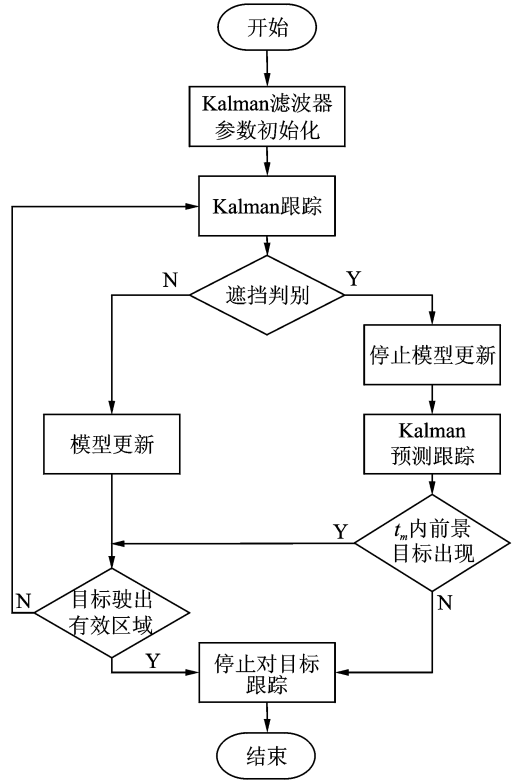 开始
Kalman滤波器
参数初始化
Kalman跟踪
N
遮挡判别
Y
停止模型更新
模型更新
Kalman
预测跟踪
Y
tm内前景
目标出现
N
目标驶出
有效区域
N
Y
停止对目标
跟踪
结束